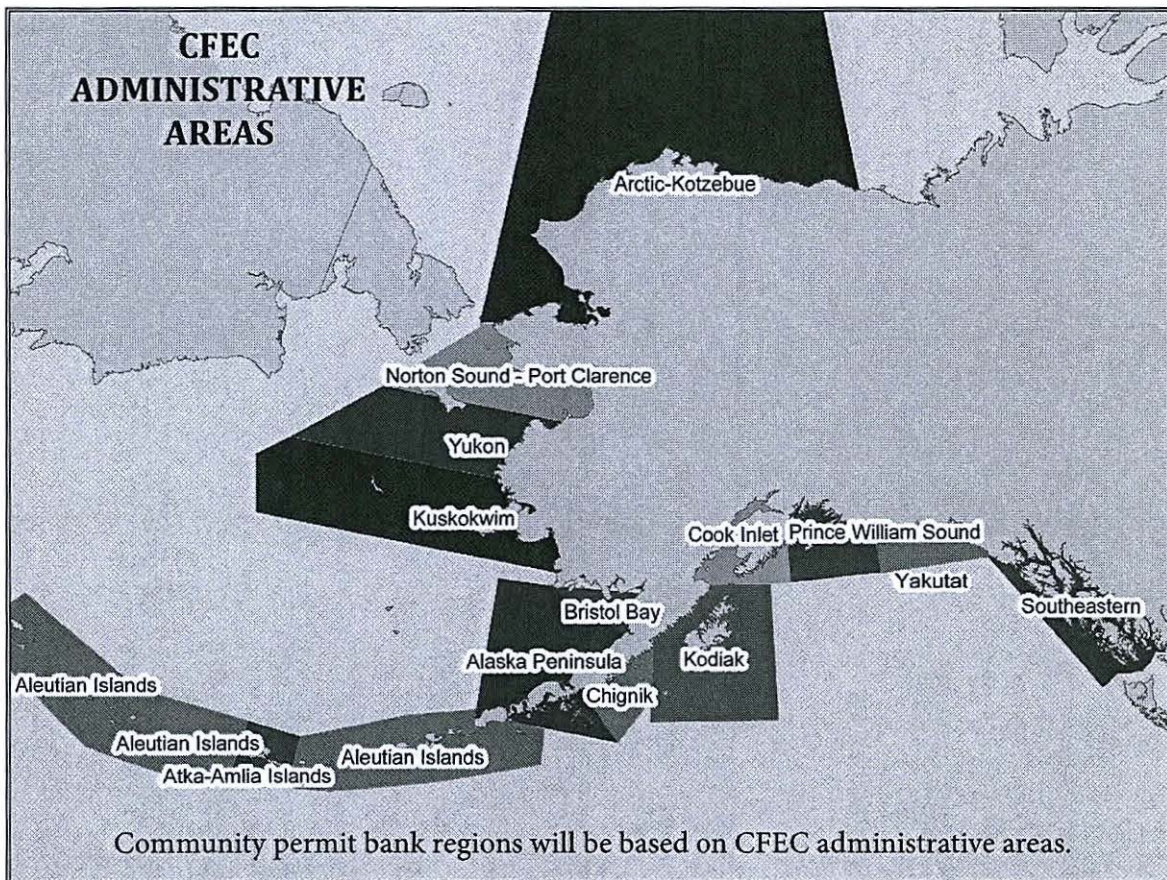 CFEC
ADMINISTRATIVE
AREAS
Arctic-Kotzebue
Norton Sound - Port Clarence
Yukon
Kuskokwim
Cook Inlet
Prince William Sound
Yakutat
Bristol Bay
Southeastern
Alaska Peninsula
Kodiak
Chignik
Aleutian Islands
Aleutian Islands
Aleutian Islands
Atka-Amlia Islands
Community permit bank regions will be based on CFEC administrative areas.